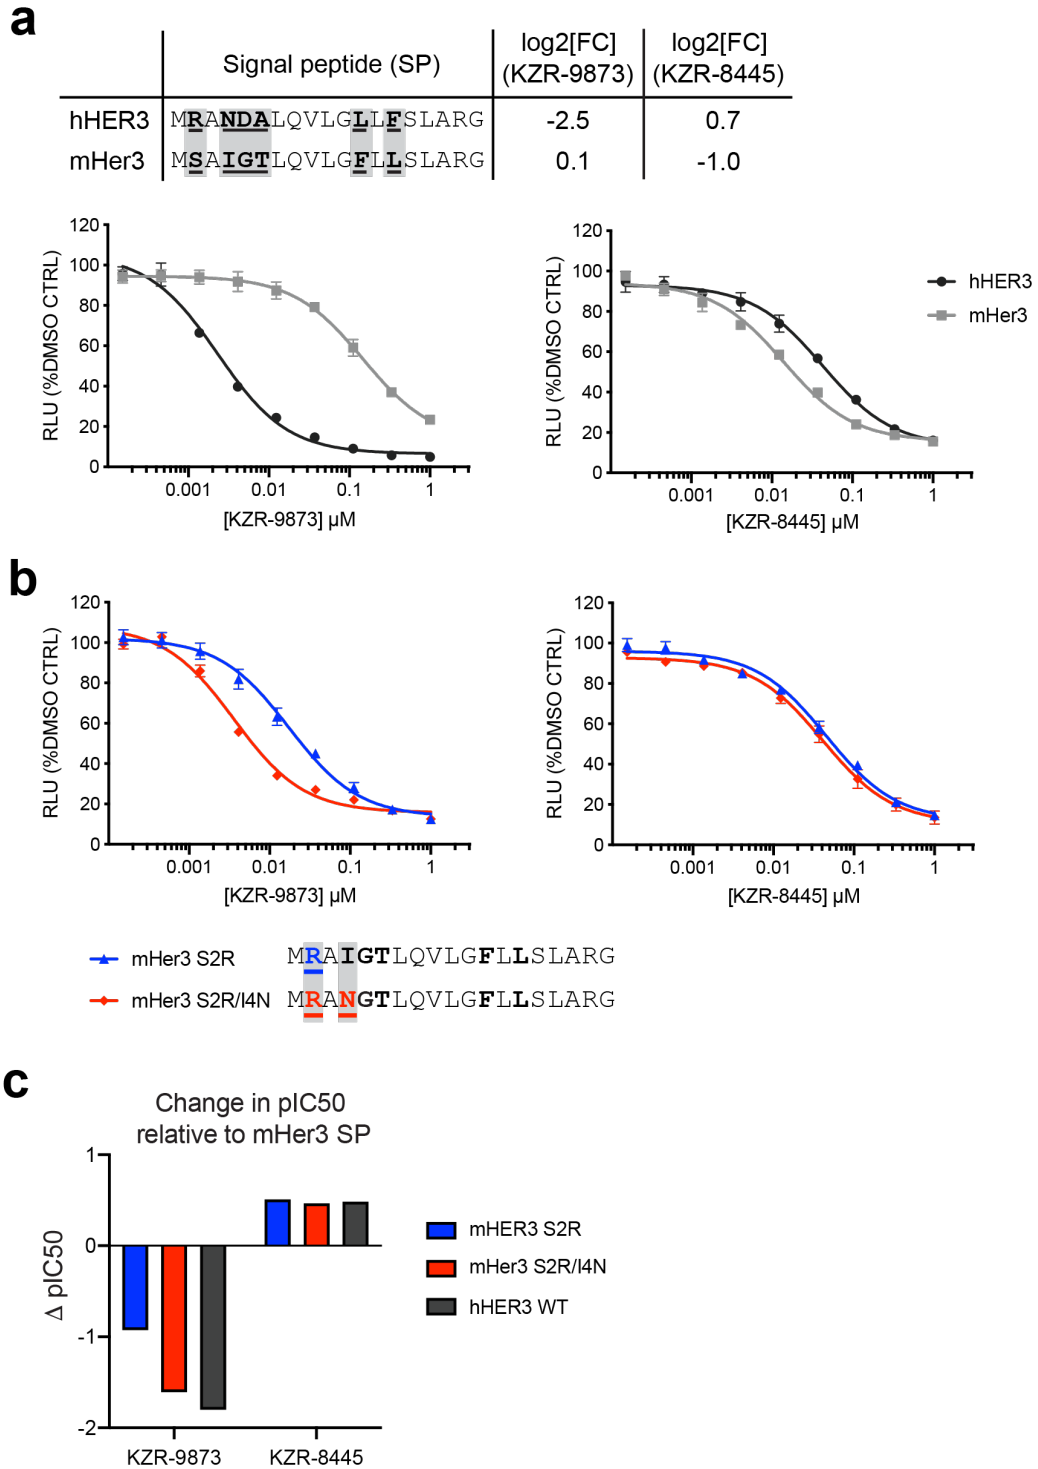 a
Signal peptide (SP)
log2[FC]
(KZR-9873)
log2[FC]
(KZR-8445)
hHER3 MRANDALQVLGLLFSLARG -2.5 0.7
mHer3 MSAIGTLQVLGFLLSLARG 0.1 -1.0
RLU (%DMSO CTRL)
120
100
80
60
40
20
0
0.001 0.01 0.1 1
[KZR-9873] µM
RLU (%DMSO CTRL)
120
100
80
60
40
20
0
0.001 0.01 0.1 1
[KZR-8445] µM
hHER3
mHer3
b
RLU (%DMSO CTRL)
120
100
80
60
40
20
0
0.001 0.01 0.1 1
[KZR-9873] µM
RLU (%DMSO CTRL)
120
100
80
60
40
20
0
0.001 0.01 0.1 1
[KZR-8445] µM
mHer3 S2R MRAIGTLQVLGFLLSLARG
mHer3 S2R/I4N MRANGTLQVLGFLLSLARG
c
Change in pIC50
relative to mHer3 SP
Δ pIC50
1
0
-1
-2
KZR-9873 KZR-8445
mHER3 S2R
mHer3 S2R/I4N
hHER3 WT